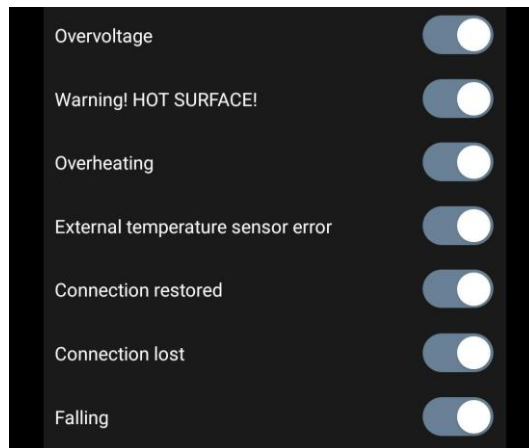 Overvoltage
Warning! HOT SURFACE!
Overheating
External temperature sensor error
Connection restored
Connection lost
Falling